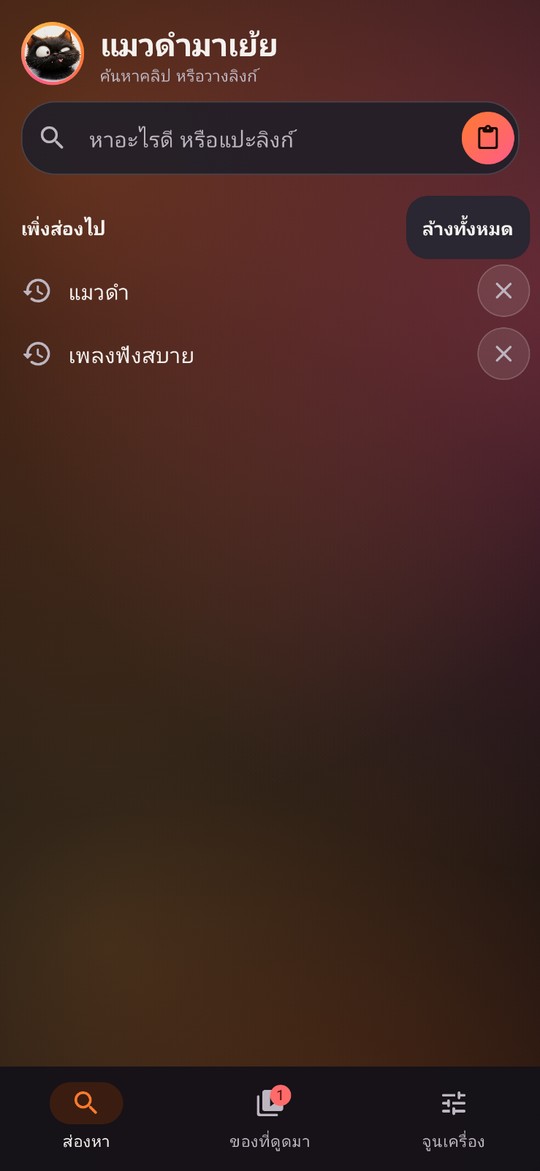 แมวดำมาเย้ย
ค้นหาคลิป หรือวางลิงก์
หาอะไรดี หรือแปะลิงก์
เพิ่งส่องไป
ล้างทั้งหมด
แมวดำ
เพลงฟังสบาย
1
ส่องหา
ของที่ดูดมา
จูนเครื่อง